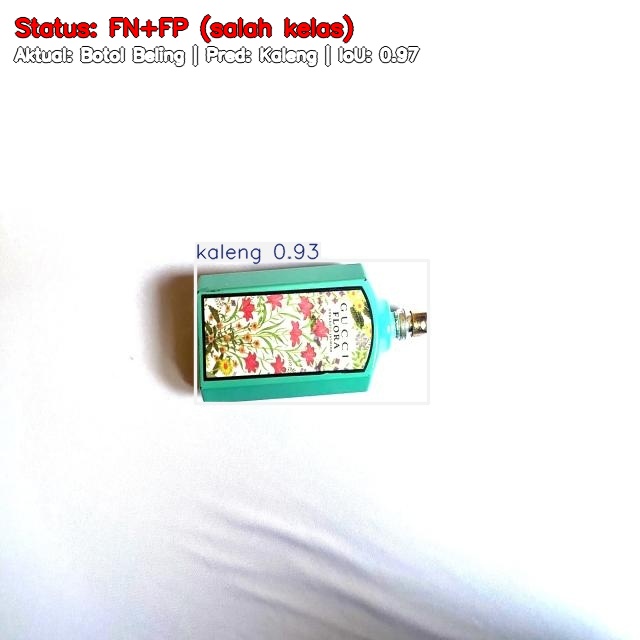 Status: FN+FP (salah kelas)
Aktual: Botol Beling | Pred: Kaleng | IoU: 0.97
kaleng 0.93
GUCCI
FLORA